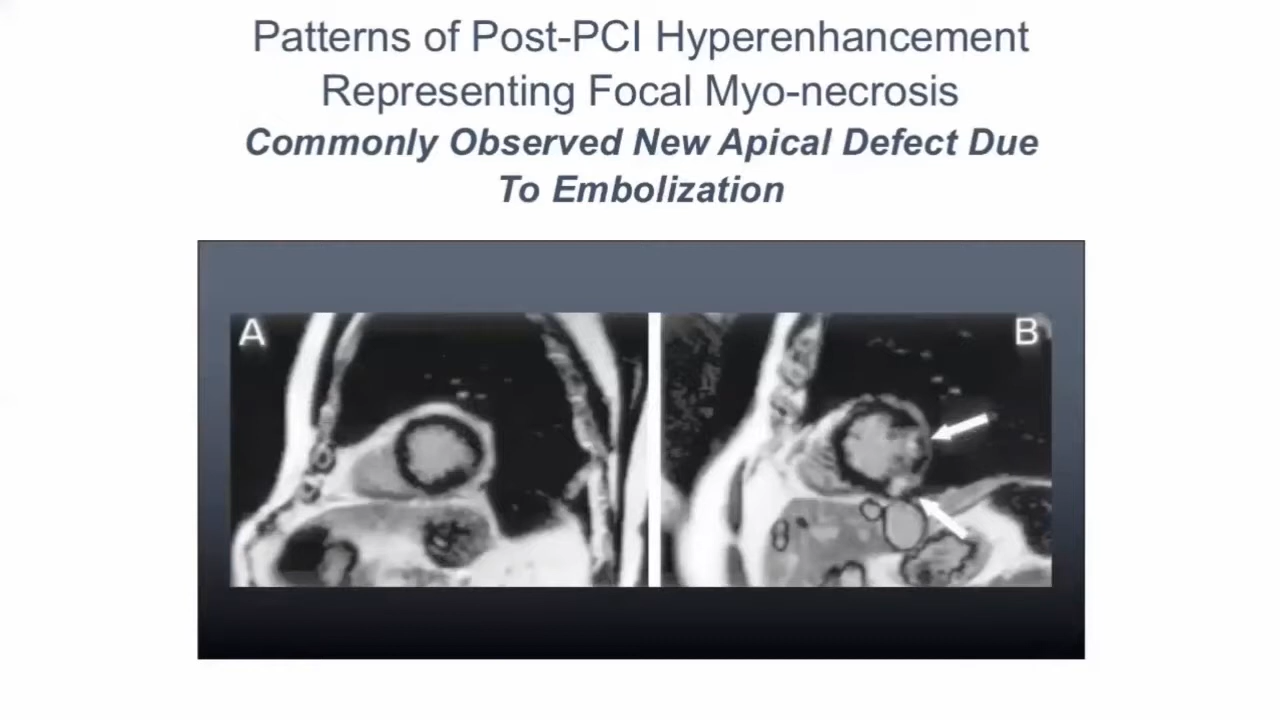 Patterns of Post-PCI Hyperenhancement
Representing Focal Myo-necrosis
Commonly Observed New Apical Defect Due
To Embolization
A
B